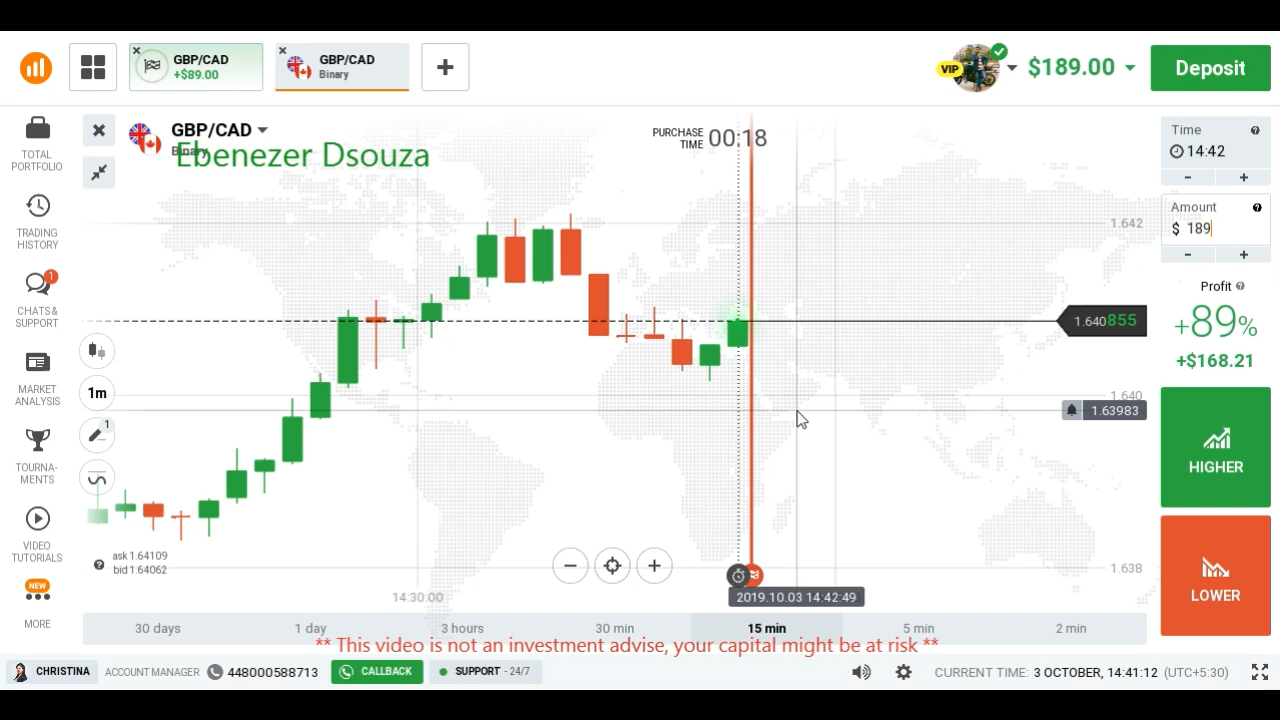 GBP/CAD
+$89.00
GBP/CAD
Binary
+
VIP
$189.00
Deposit
TOTAL
PORTFOLIO
TRADING
HISTORY
1
CHATS &
SUPPORT
MARKET
ANALYSIS
TOURNA-
MENTS
VIDEO
TUTORIALS
NEW
MORE
GBP/CAD
Binary
Ebenezer Dsouza
PURCHASE
TIME
00:18
1m
1
1.642
1.640855
1.640
1.63983
1.638
ask 1.64109
bid 1.64062
14:30:00
2019.10.03 14:42:49
30 days
1 day
3 hours
30 min
15 min
5 min
2 min
** This video is not an investment advise, your capital might be at risk **
Time
14:42
- +
Amount
$ 189
- +
Profit
+89%
+$168.21
HIGHER
LOWER
CHRISTINA
ACCOUNT MANAGER
448000588713
CALLBACK
SUPPORT - 24/7
CURRENT TIME: 3 OCTOBER, 14:41:12 (UTC+5:30)